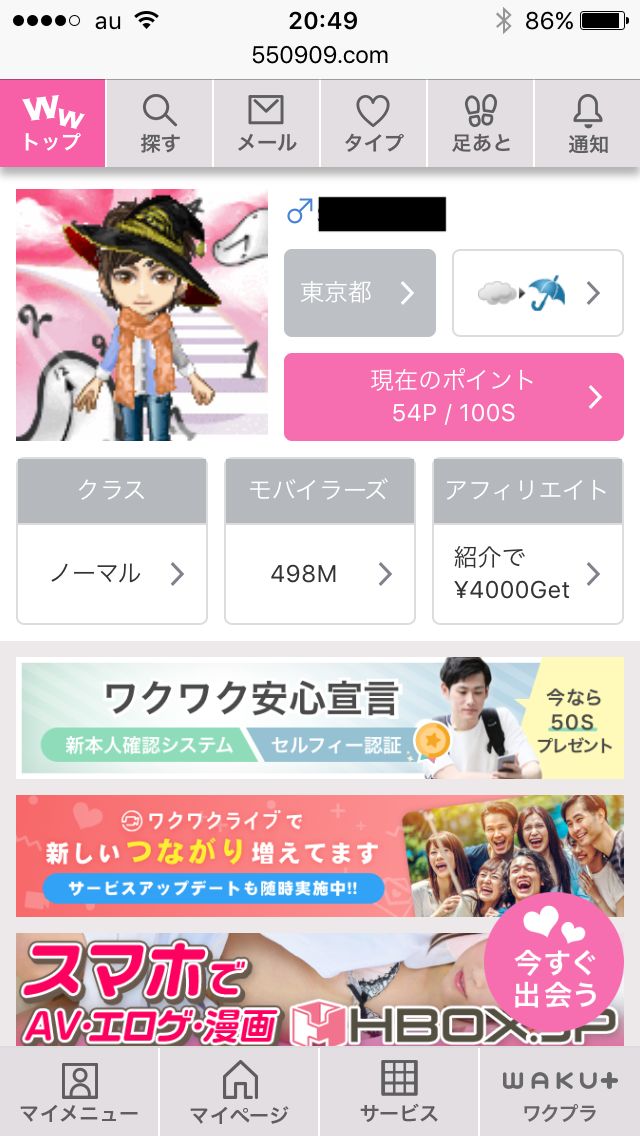 au 20:49 86%
550909.com
WW
トップ
探す
メール
タイプ
足あと
通知
東京都
現在のポイント
54P / 100S
クラス
モバイラーズ
アフィリエイト
ノーマル
498M
紹介で
¥4000Get
ワクワク安心宣言
新本人確認システム
セルフィー認証
今なら
50S
プレゼント
ワクワクライブで
新しいつながり増えてます
サービスアップデートも随時実施中!!
スマホで
AV・エロゲ・漫画
HBOX.JP
今すぐ
出会う
マイメニュー
マイページ
サービス
WAKU+
ワクプラ